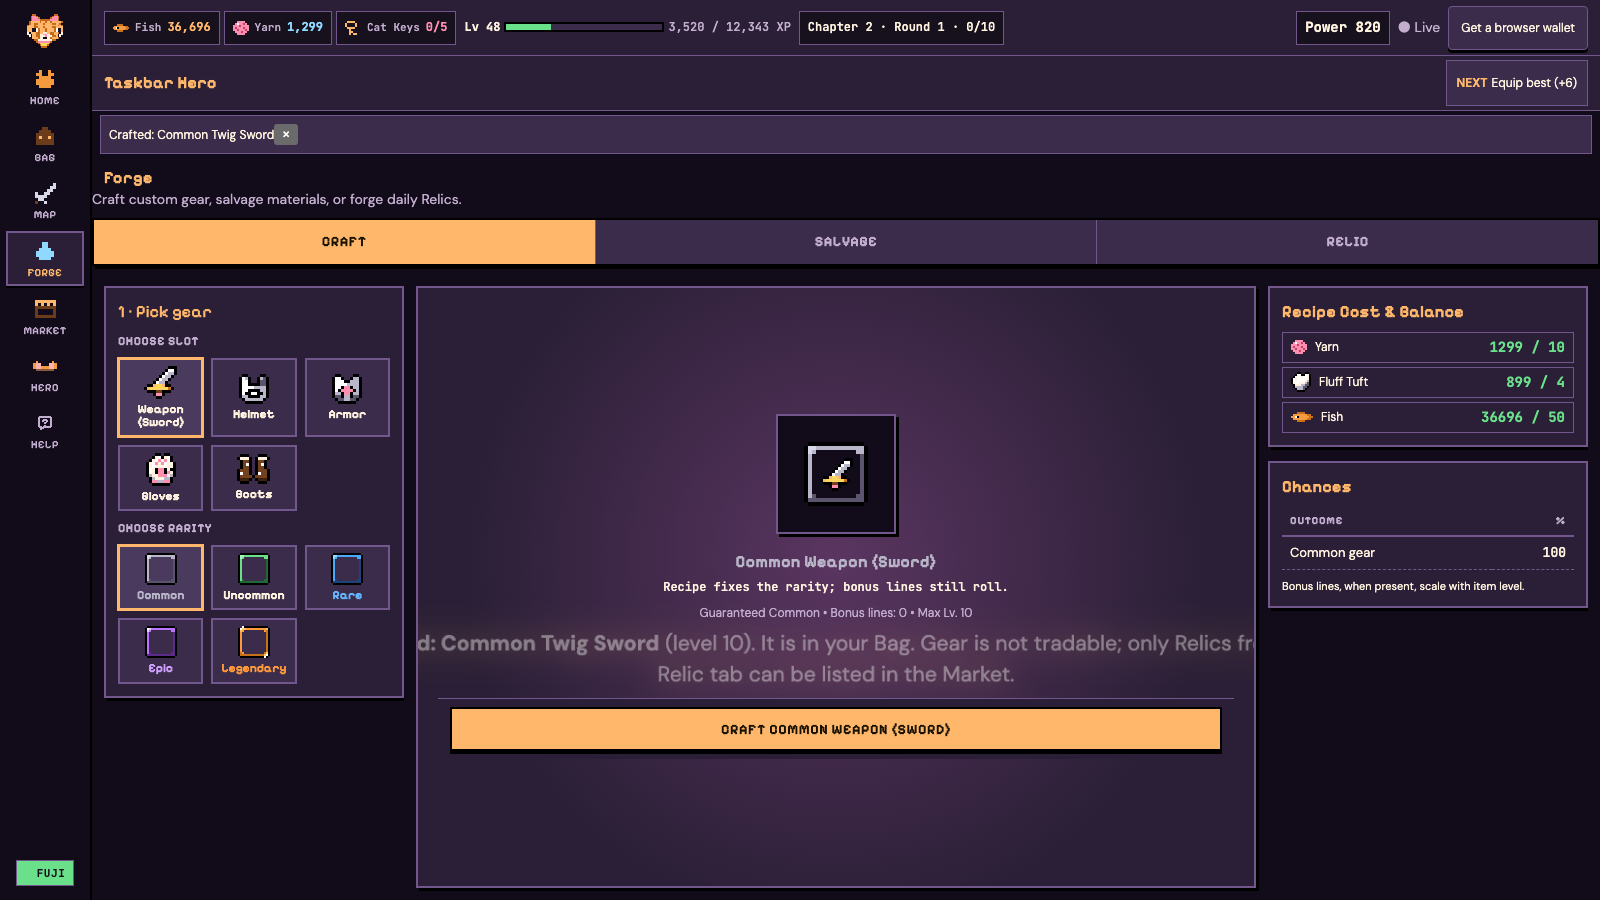 Fish 36,696
Yarn 1,299
Cat Keys 0/5
Lv 48
3,520 / 12,343 XP
Chapter 2 · Round 1 · 0/10
Power 820
Live
Get a browser wallet
HOME
BAG
MAP
FORGE
MARKET
HERO
HELP
FUJI
Taskbar Hero
NEXT Equip best (+6)
Crafted: Common Twig Sword ×
Forge
Craft custom gear, salvage materials, or forge daily Relics.
CRAFT
SALVAGE
RELIC
1 · Pick gear
CHOOSE SLOT
Weapon
(Sword)
Helmet
Armor
Gloves
Boots
CHOOSE RARITY
Common
Uncommon
Rare
Epic
Legendary
Common Weapon (Sword)
Recipe fixes the rarity; bonus lines still roll.
Guaranteed Common • Bonus lines: 0 • Max Lv. 10
d: Common Twig Sword (level 10). It is in your Bag. Gear is not tradable; only Relics fr
Relic tab can be listed in the Market.
CRAFT COMMON WEAPON (SWORD)
Recipe Cost & Balance
Yarn 1299 / 10
Fluff Tuft 899 / 4
Fish 36696 / 50
Chances
OUTCOME %
Common gear 100
Bonus lines, when present, scale with item level.